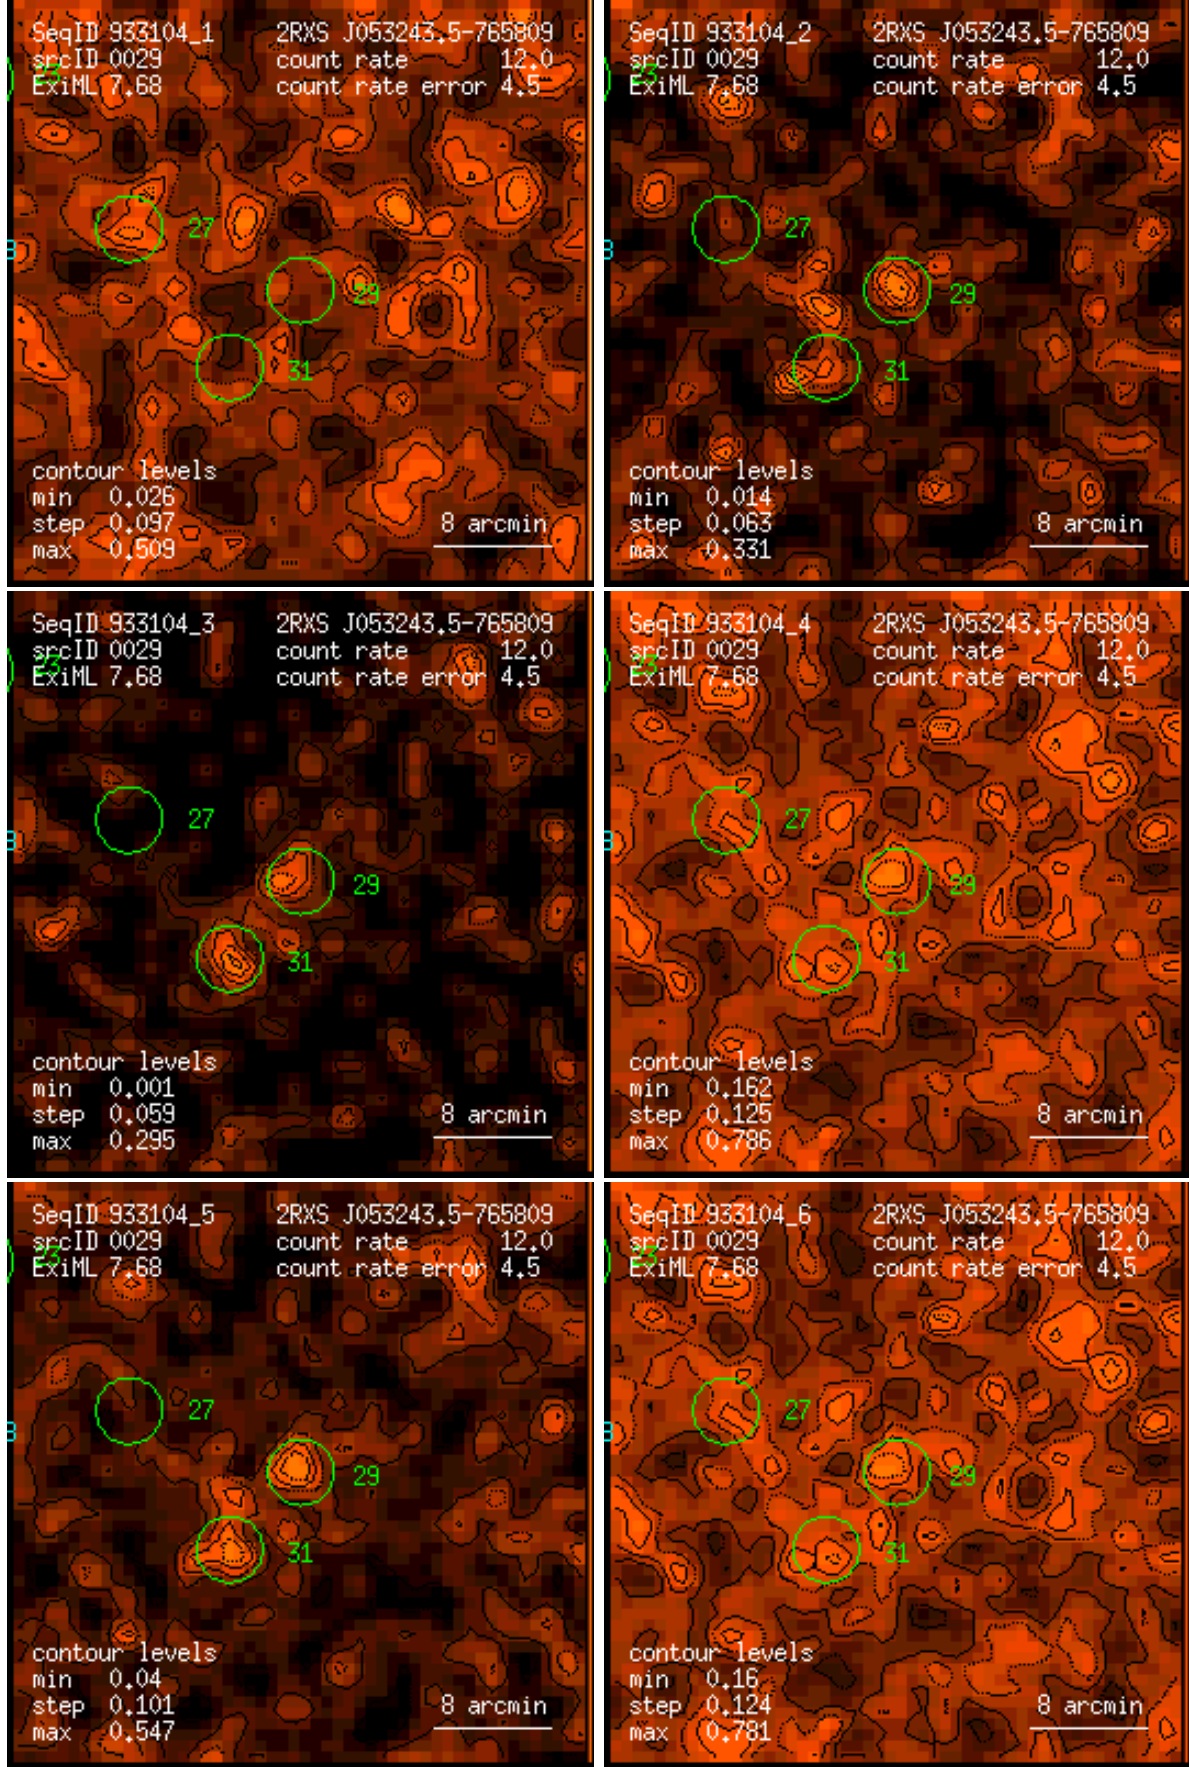 SeqID 933104_1 2RXS J053243.5-765809
srcID 0029 count rate 12.0
ExiML 7.68 count rate error 4.5
23
27
29
31
contour levels
min 0.026
step 0.097 8 arcmin
max 0.509
SeqID 933104_2 2RXS J053243.5-765809
srcID 0029 count rate 12.0
ExiML 7.68 count rate error 4.5
23
27
29
31
contour levels
min 0.014
step 0.063 8 arcmin
max 0.331
SeqID 933104_3 2RXS J053243.5-765809
srcID 0029 count rate 12.0
ExiML 7.68 count rate error 4.5
23
27
29
31
contour levels
min 0.001
step 0.059 8 arcmin
max 0.295
SeqID 933104_4 2RXS J053243.5-765809
srcID 0029 count rate 12.0
ExiML 7.68 count rate error 4.5
23
27
29
31
contour levels
min 0.162
step 0.125 8 arcmin
max 0.786
SeqID 933104_5 2RXS J053243.5-765809
srcID 0029 count rate 12.0
ExiML 7.68 count rate error 4.5
23
27
29
31
contour levels
min 0.04
step 0.101 8 arcmin
max 0.547
SeqID 933104_6 2RXS J053243.5-765809
srcID 0029 count rate 12.0
ExiML 7.68 count rate error 4.5
23
27
29
31
contour levels
min 0.16
step 0.124 8 arcmin
max 0.781